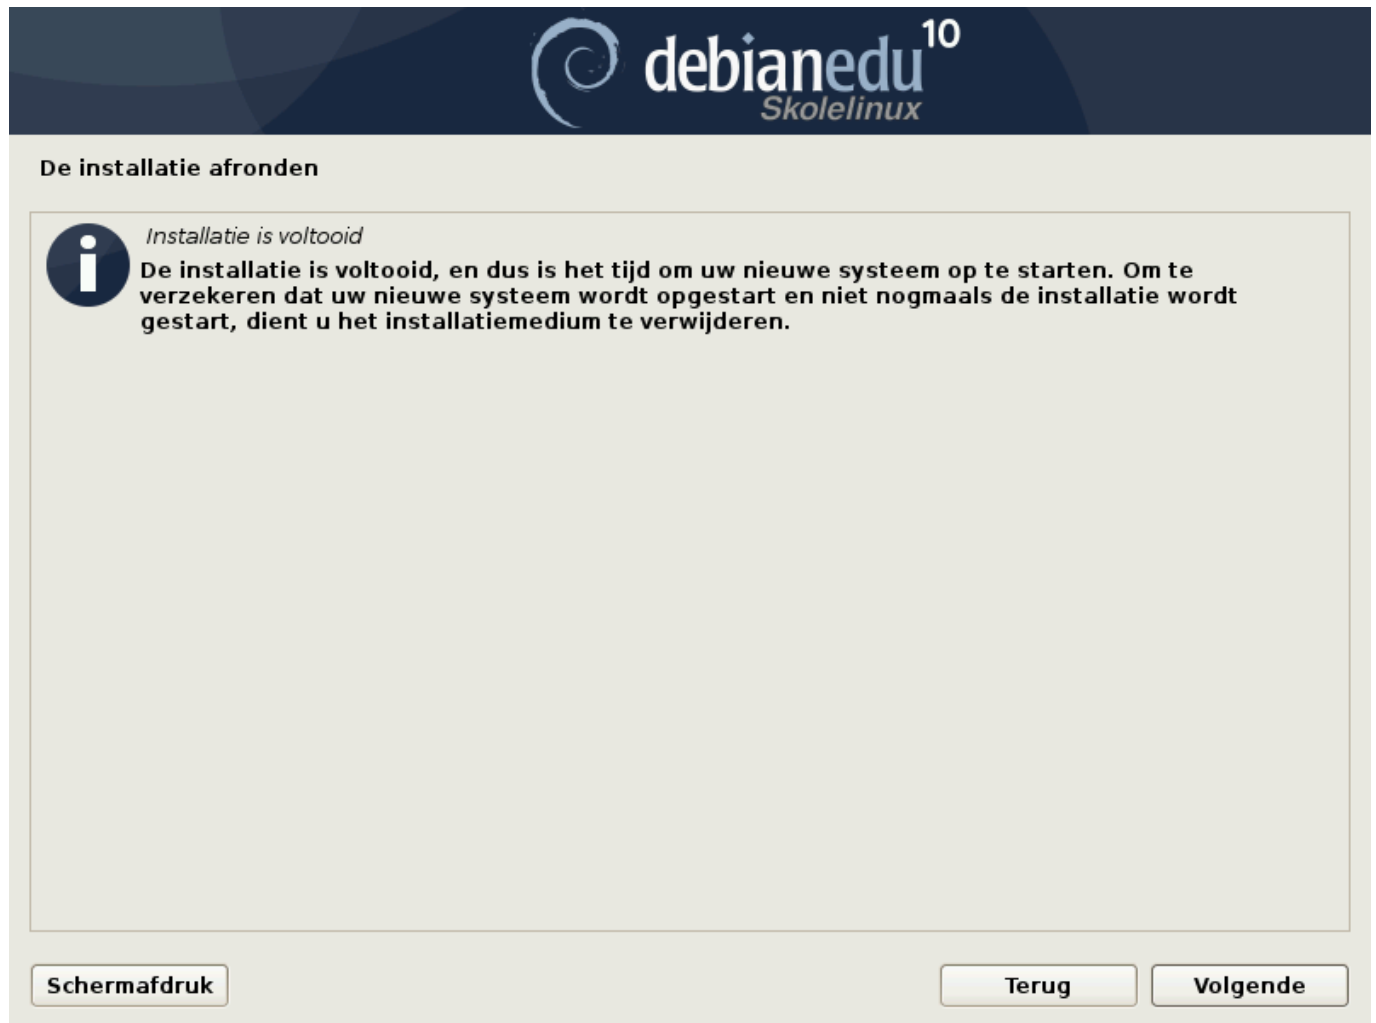 debianedu 10
Skolelinux
De installatie afronden
Installatie is voltooid
De installatie is voltooid, en dus is het tijd om uw nieuwe systeem op te starten. Om te
verzekeren dat uw nieuwe systeem wordt opgestart en niet nogmaals de installatie wordt
gestart, dient u het installatiemedium te verwijderen.
Schermafdruk
Terug
Volgende